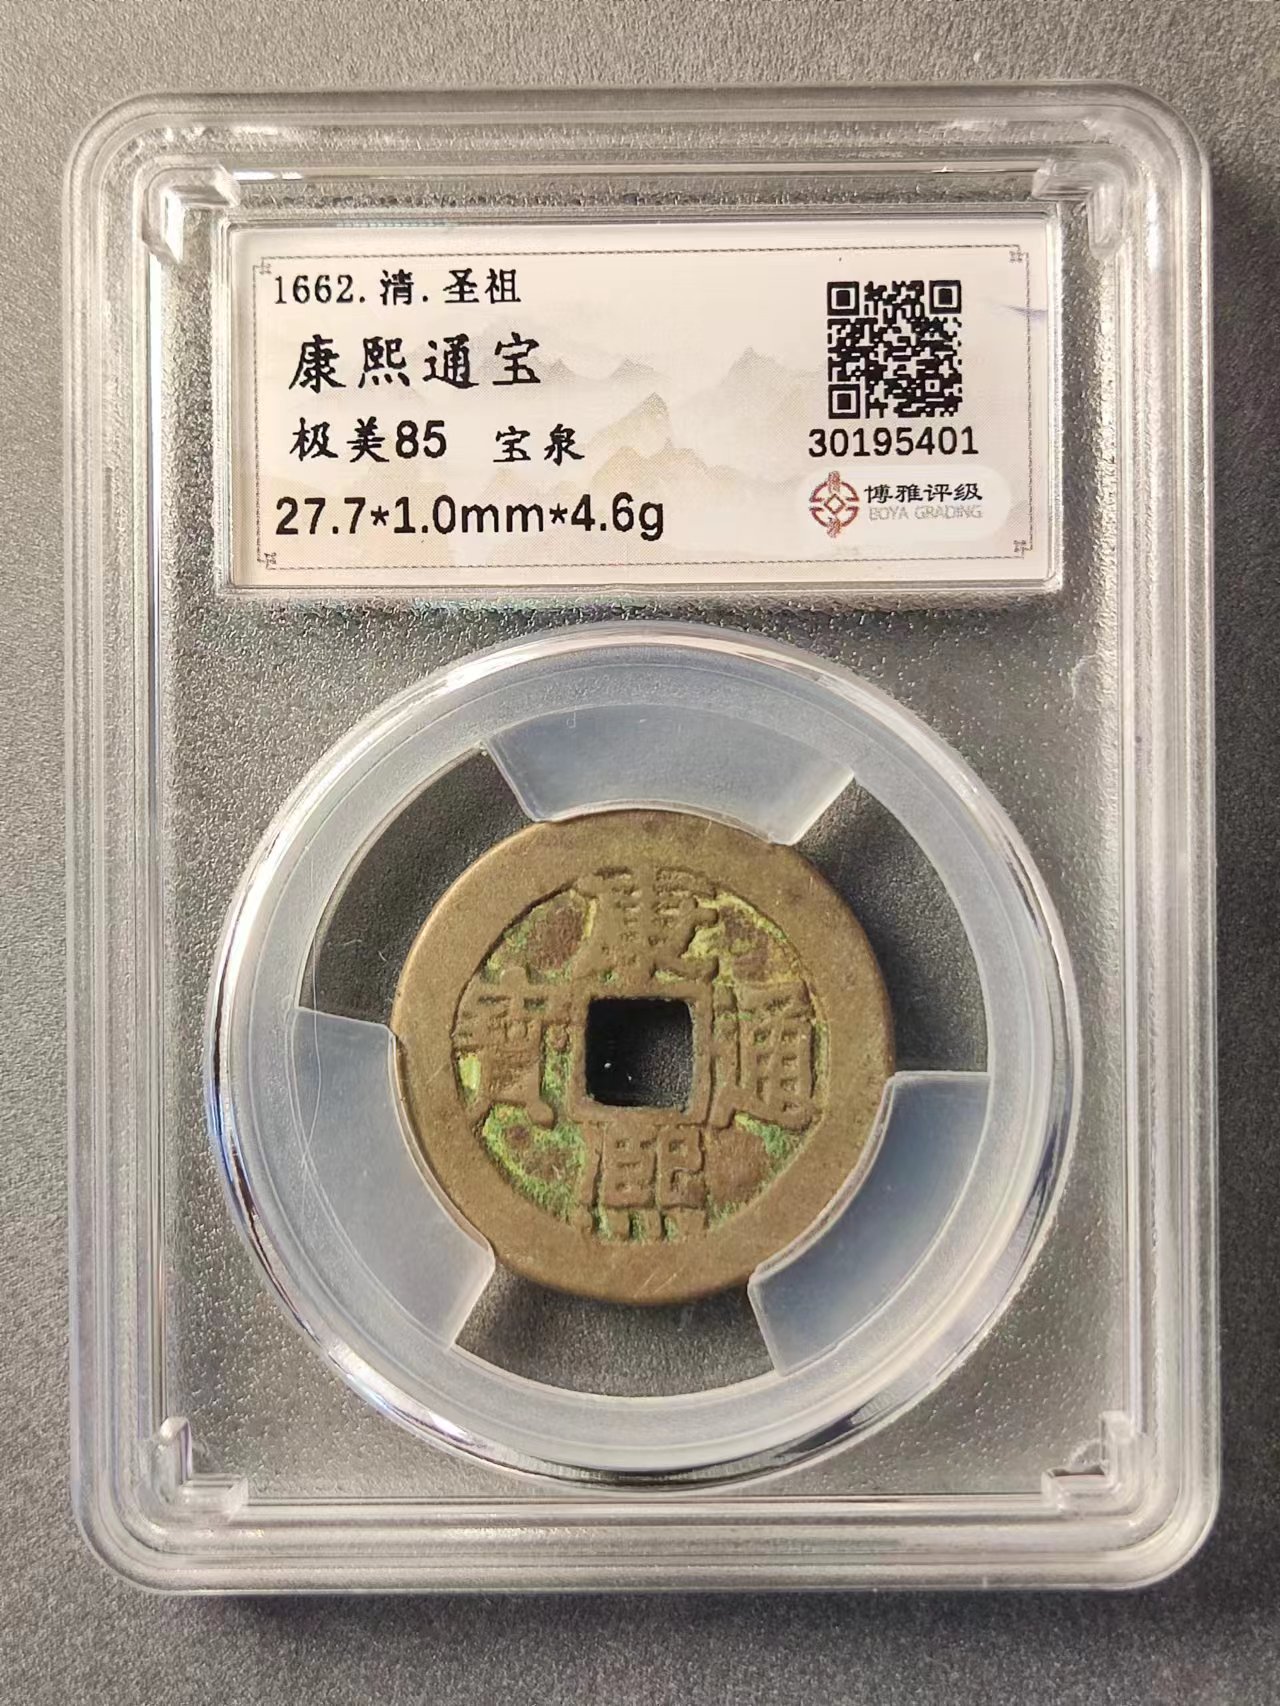 1662.清.圣祖
康熙通宝
极美85 宝泉
27.7*1.0mm*4.6g
30195401
博雅评级
BOYA GRADING
康
寶 通
熙